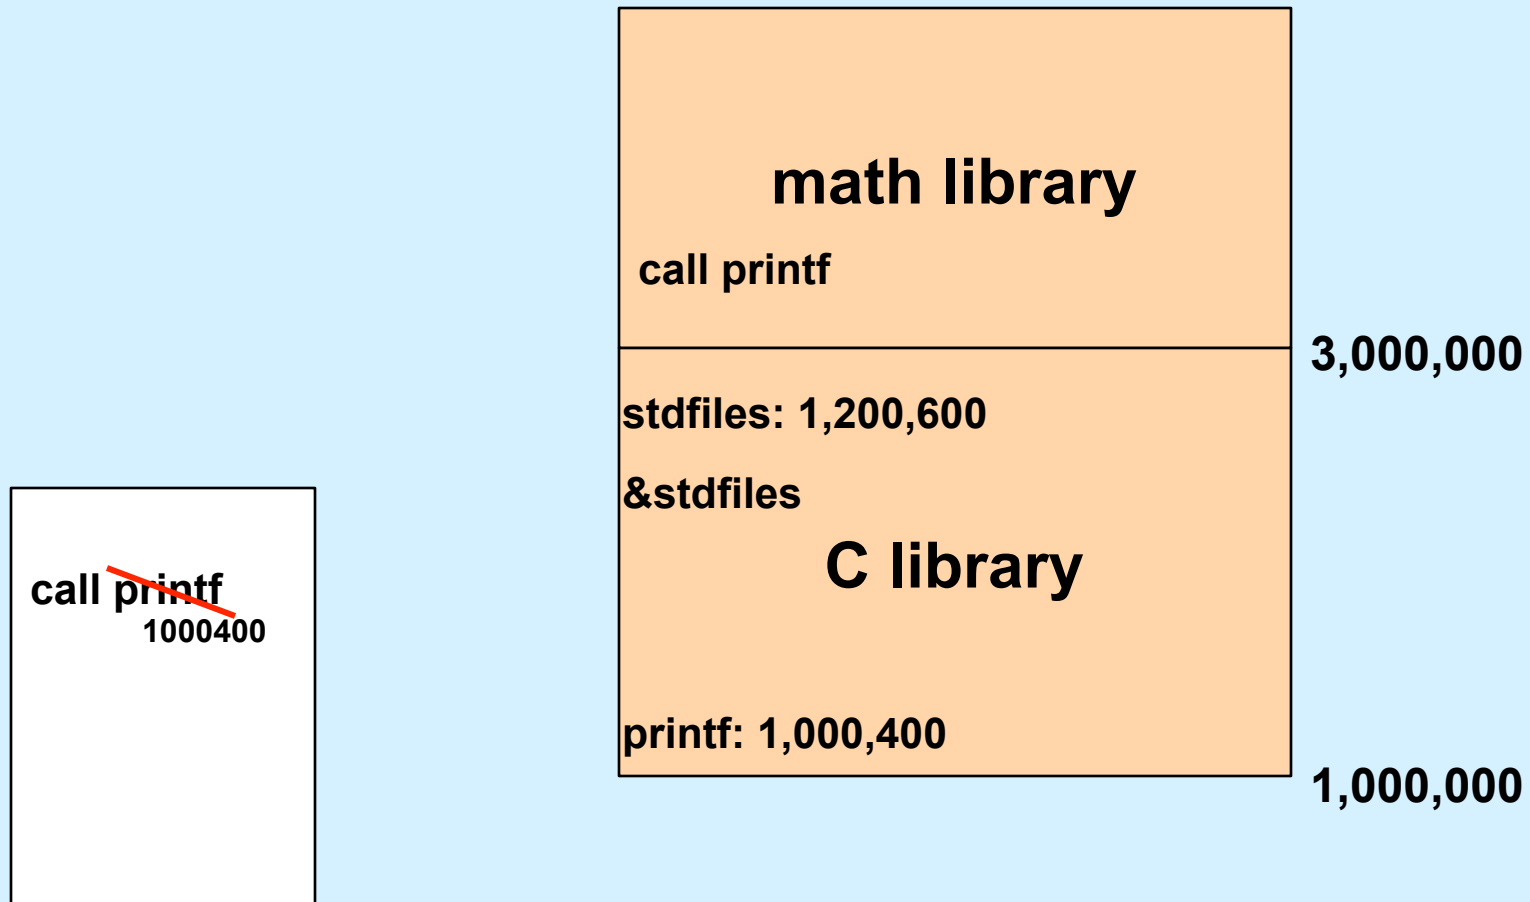 math library
call printf
3,000,000
stdfiles: 1,200,600
&stdfiles
C library
call printf
1000400
printf: 1,000,400
1,000,000